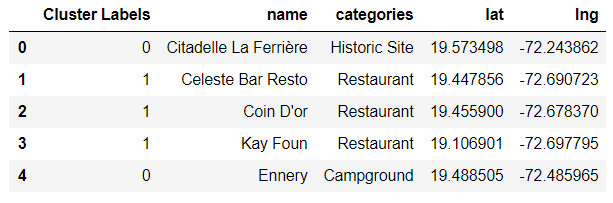 Cluster Labels name categories lat lng
0 0 Citadelle La Ferrière Historic Site 19.573498 -72.243862
1 1 Celeste Bar Resto Restaurant 19.447856 -72.690723
2 1 Coin D'or Restaurant 19.455900 -72.678370
3 1 Kay Foun Restaurant 19.106901 -72.697795
4 0 Ennery Campground 19.488505 -72.485965